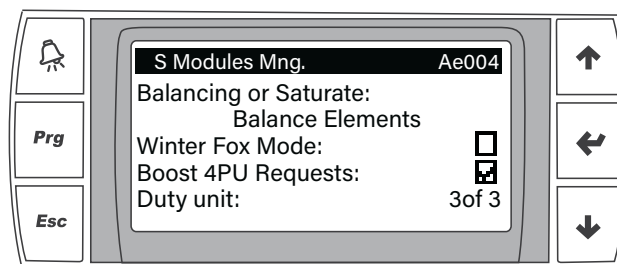 S Modules Mng. Ae004
Balancing or Saturate:
Balance Elements
Winter Fox Mode:
Boost 4PU Requests:
Duty unit: 3of 3
Prg
Esc